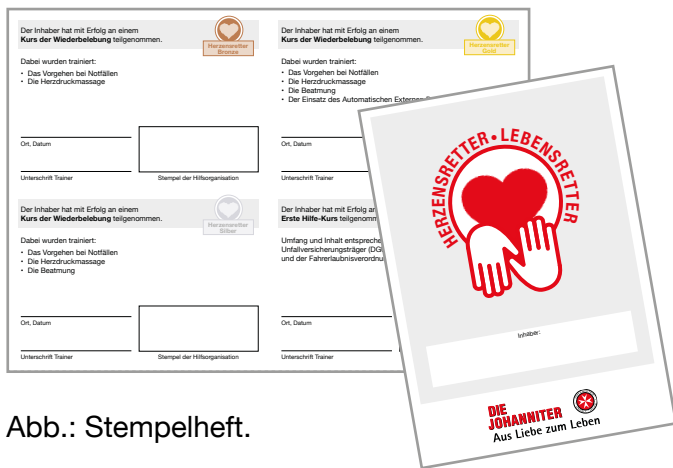 Der Inhaber hat mit Erfolg an einem
Kurs der Wiederbelebung teilgenommen.
Herzensretter
Bronze
Dabei wurden trainiert:
• Das Vorgehen bei Notfällen
• Die Herzdruckmassage
Ort, Datum
Unterschrift Trainer
Stempel der Hilfsorganisation
Der Inhaber hat mit Erfolg an einem
Kurs der Wiederbelebung teilgenommen.
Herzensretter
Gold
Dabei wurden trainiert:
• Das Vorgehen bei Notfällen
• Die Herzdruckmassage
• Die Beatmung
• Der Einsatz des Automatischen Externen
Ort, Datum
Unterschrift Trainer
Der Inhaber hat mit Erfolg an einem
Kurs der Wiederbelebung teilgenommen.
Herzensretter
Silber
Dabei wurden trainiert:
• Das Vorgehen bei Notfällen
• Die Herzdruckmassage
• Die Beatmung
Ort, Datum
Unterschrift Trainer
Stempel der Hilfsorganisation
Der Inhaber hat mit Erfolg
Erste Hilfe-Kurs
Umfang und Inhalt
Unfallversicherungsträger
und der
Ort, Datum
Unterschrift Trainer
HERZENSRETTER • LEBENSRETTER
Inhaber:
DIE
JOHANNITER
Aus Liebe zum Leben
Abb.: Stempelheft.